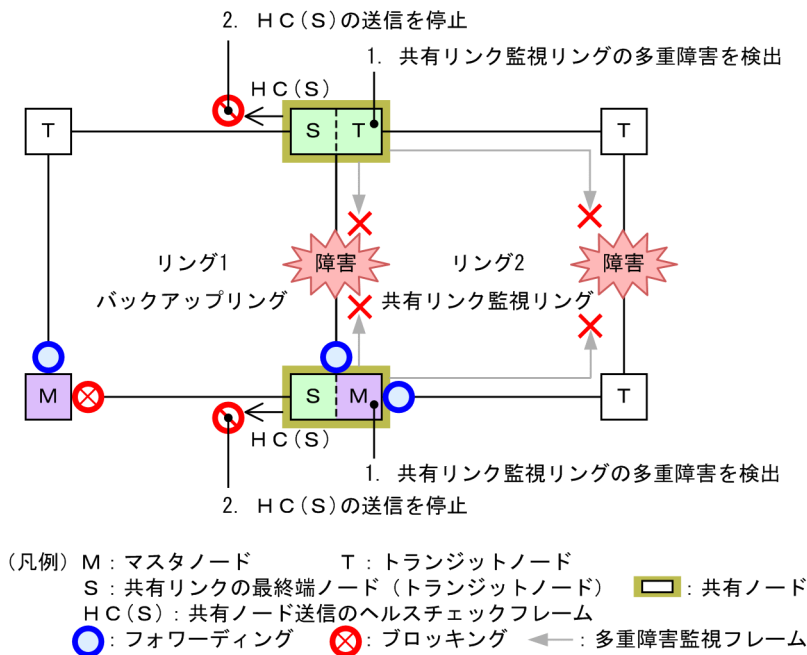 2. ＨＣ(Ｓ)の送信を停止
1. 共有リンク監視リングの多重障害を検出
ＨＣ(Ｓ)
Ｔ
Ｓ
Ｔ
Ｔ
リング1
バックアップリング
障害
リング2
共有リンク監視リング
障害
Ｍ
Ｓ
Ｍ
Ｔ
ＨＣ(Ｓ)
1. 共有リンク監視リングの多重障害を検出
2. ＨＣ(Ｓ)の送信を停止
(凡例) Ｍ：マスタノード Ｔ：トランジットノード
Ｓ：共有リンクの最終端ノード（トランジットノード） ：共有ノード
ＨＣ(Ｓ)：共有ノード送信のヘルスチェックフレーム
：フォワーディング ：ブロッキング ：多重障害監視フレーム